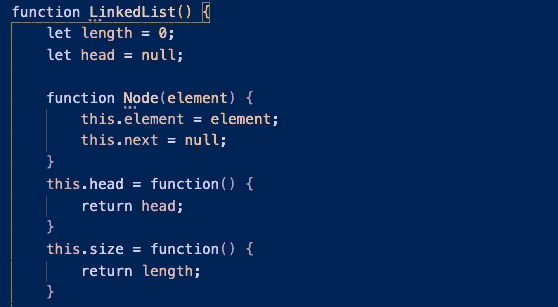 function LinkedList() {
    let length = 0;
    let head = null;

    function Node(element) {
        this.element = element;
        this.next = null;
    }
    this.head = function() {
        return head;
    }
    this.size = function() {
        return length;
    }